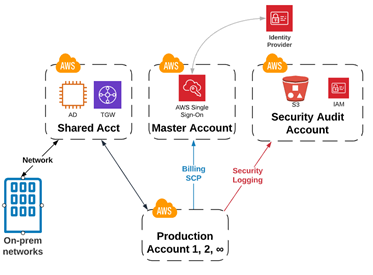 Identity
Provider
AWS
AWS
AWS
AD
TGW
AWS Single
Sign-On
S3
IAM
Shared Acct
Master Account
Security Audit
Account
Network
Billing
SCP
Security
Logging
AWS
On-prem
networks
Production
Account 1, 2, ∞